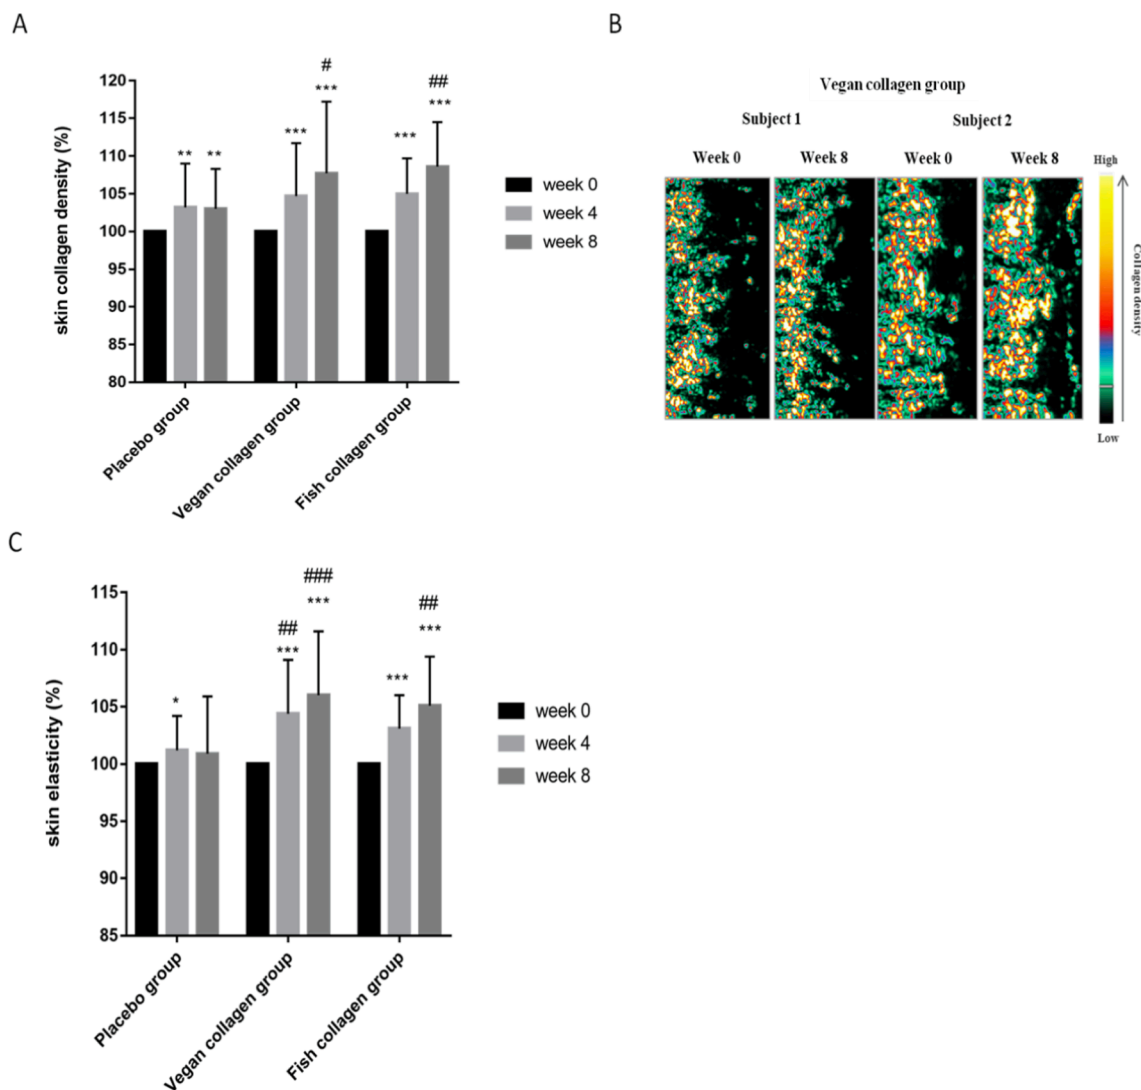 A
B
#
##
***
***
***
***
**
**
120
115
110
105
100
95
90
85
80
skin collagen density (%)
week 0
week 4
week 8
Placebo group
Vegan collagen group
Fish collagen group
Vegan collagen group
Subject 1
Subject 2
Week 0
Week 8
Week 0
Week 8
High
Collagen density
Low
C
###
***
##
***
##
***
***
*
115
110
105
100
95
90
85
skin elasticity (%)
week 0
week 4
week 8
Placebo group
Vegan collagen group
Fish collagen group